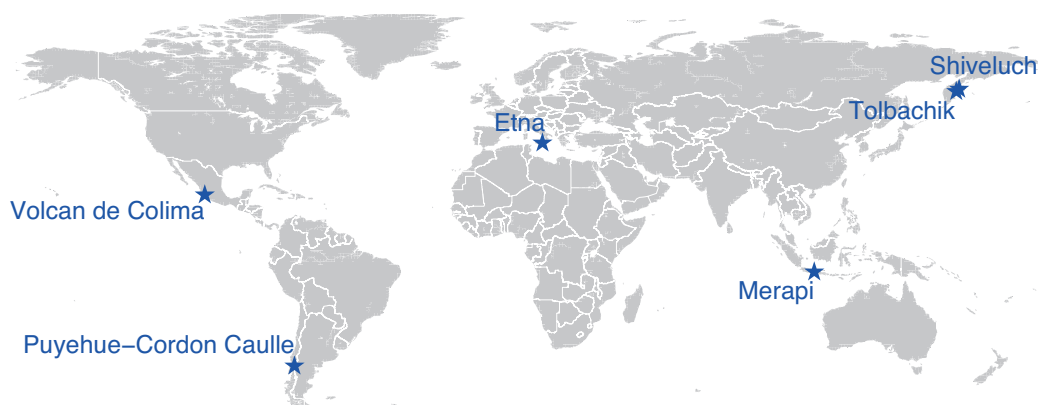 Shiveluch
Tolbachik
Etna
Volcan de Colima
Merapi
Puyehue−Cordon Caulle